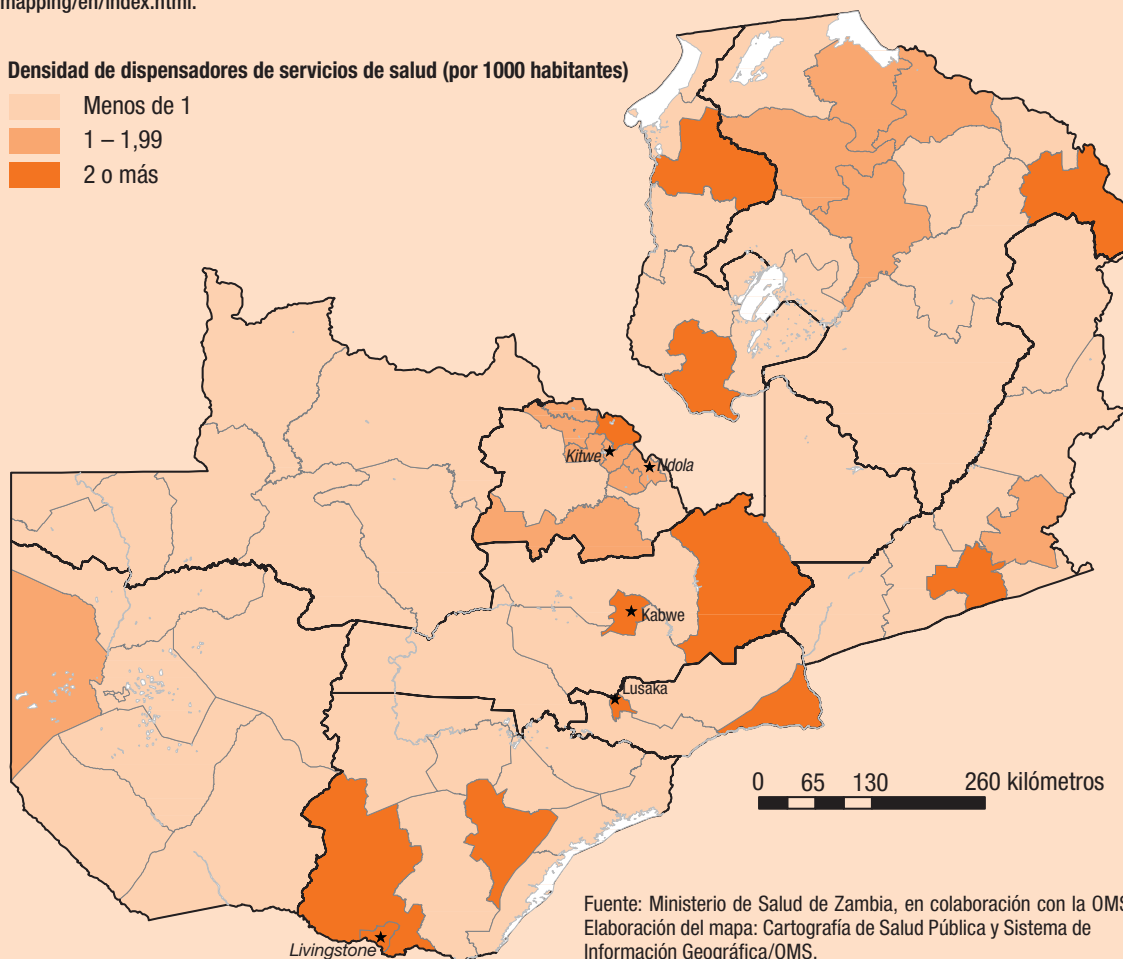 mapping/en/index.html.
Densidad de dispensadores de servicios de salud (por 1000 habitantes)
Menos de 1
1 – 1,99
2 o más
Kitwe
Ndola
Kabwe
Lusaka
0 65 130 260 kilómetros
Livingstone
Fuente: Ministerio de Salud de Zambia, en colaboración con la OMS
Elaboración del mapa: Cartografía de Salud Pública y Sistema de
Información Geográfica/OMS.